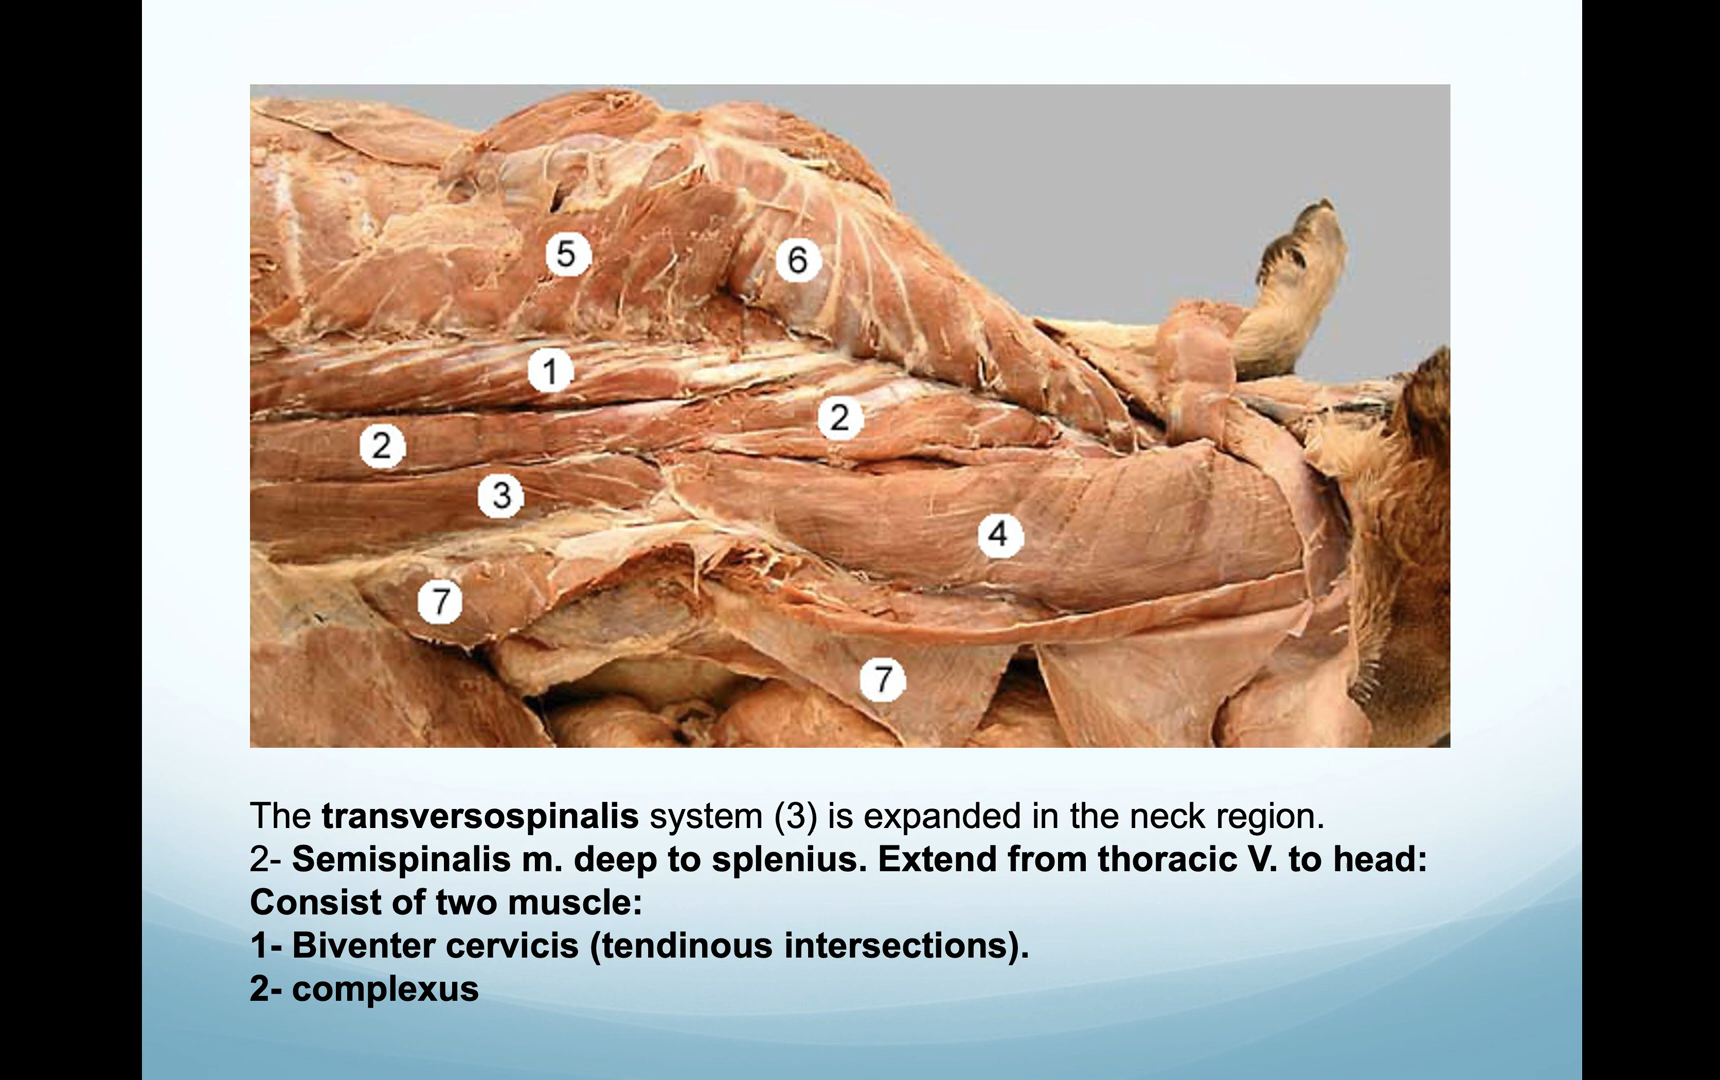 5
6
1
2
2
3
4
7
7
The transversospinalis system (3) is expanded in the neck region.
2- Semispinalis m. deep to splenius. Extend from thoracic V. to head:
Consist of two muscle:
1- Biventer cervicis (tendinous intersections).
2- complexus